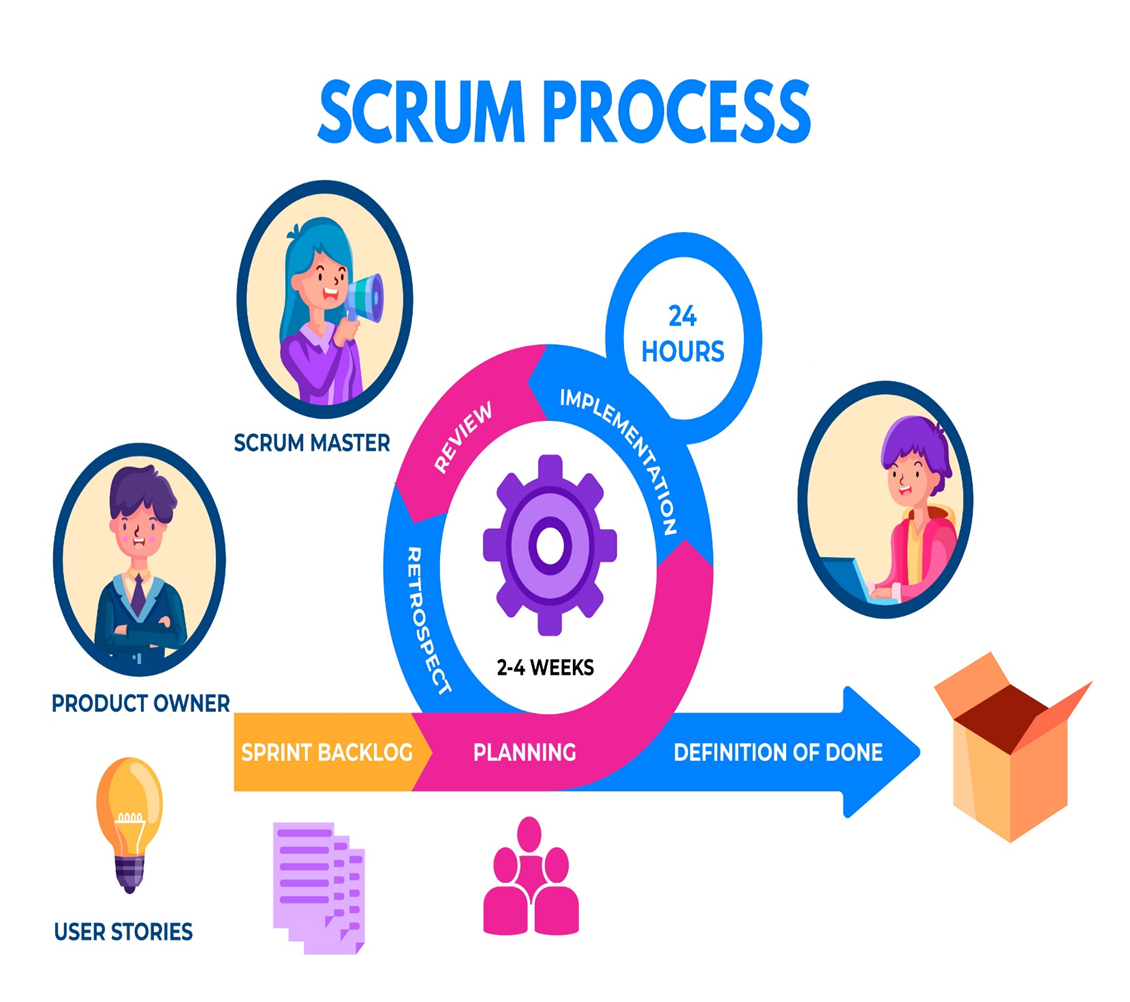 SCRUM PROCESS
24
HOURS
IMPLEMENTATION
REVIEW
SCRUM MASTER
RETROSPECT
2-4 WEEKS
PRODUCT OWNER
SPRINT BACKLOG
PLANNING
DEFINITION OF DONE
USER STORIES